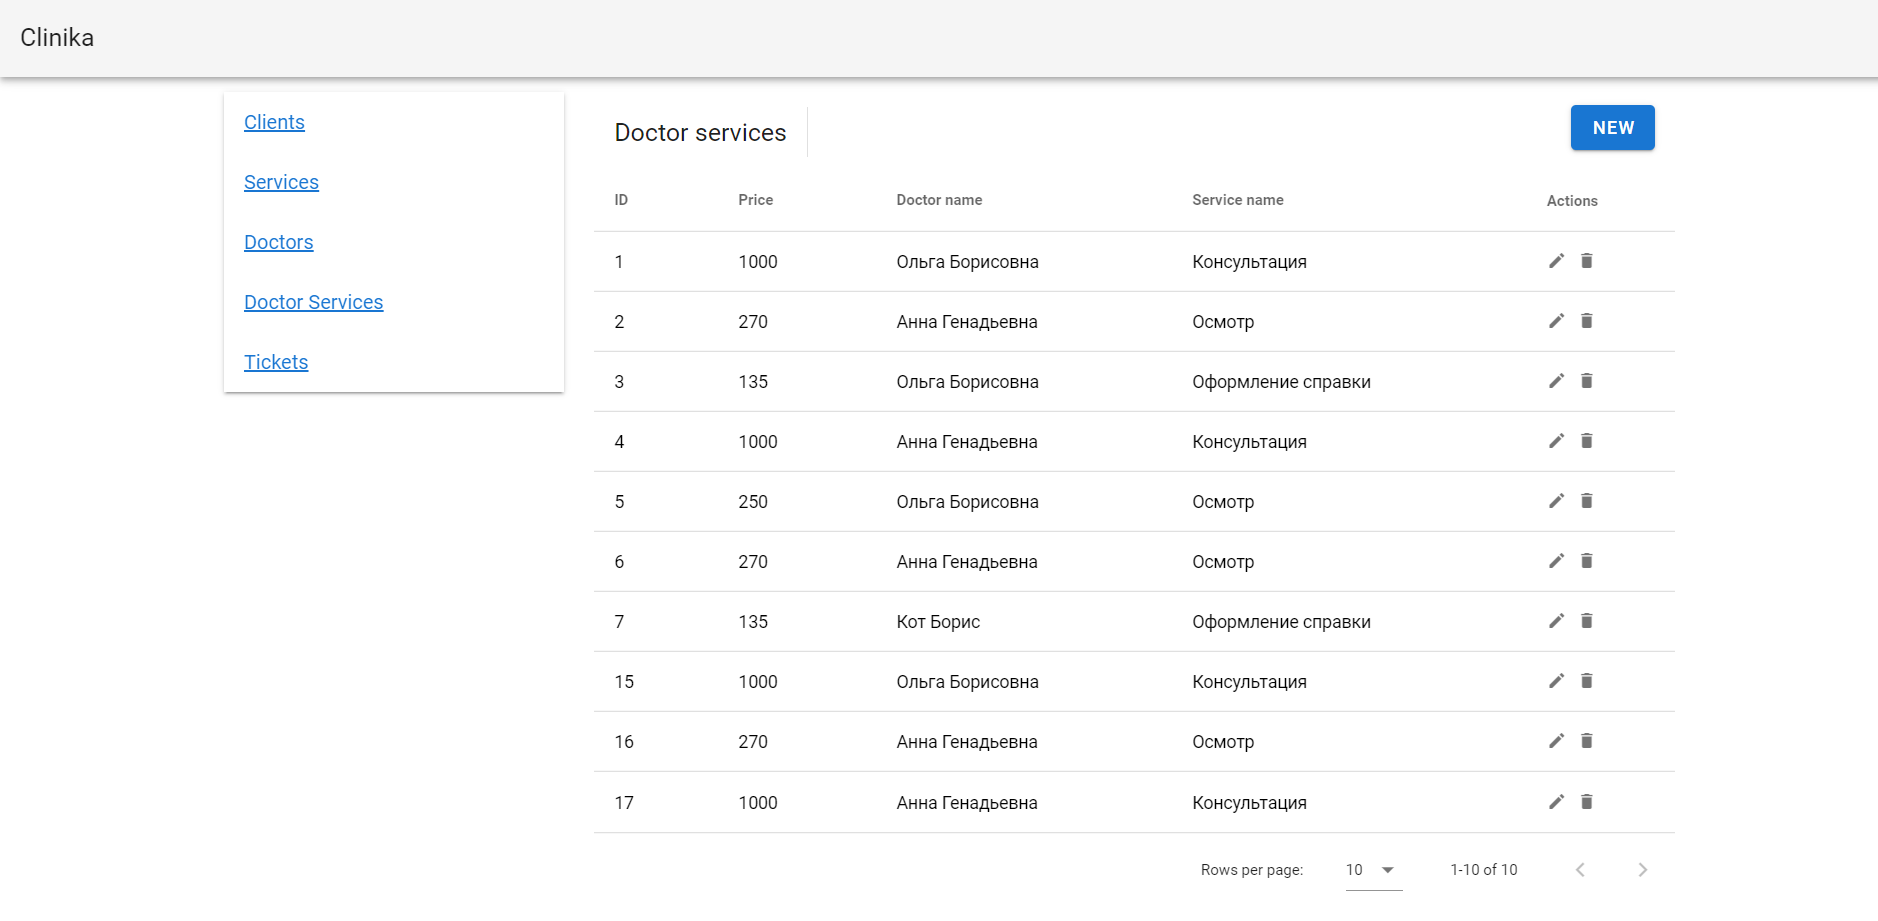 Clinika
Clients
Services
Doctors
Doctor Services
Tickets
Doctor services
NEW
ID Price Doctor name Service name Actions
1 1000 Ольга Борисовна Консультация
2 270 Анна Генадьевна Осмотр
3 135 Ольга Борисовна Оформление справки
4 1000 Анна Генадьевна Консультация
5 250 Ольга Борисовна Осмотр
6 270 Анна Генадьевна Осмотр
7 135 Кот Борис Оформление справки
15 1000 Ольга Борисовна Консультация
16 270 Анна Генадьевна Осмотр
17 1000 Анна Генадьевна Консультация
Rows per page: 10 1-10 of 10